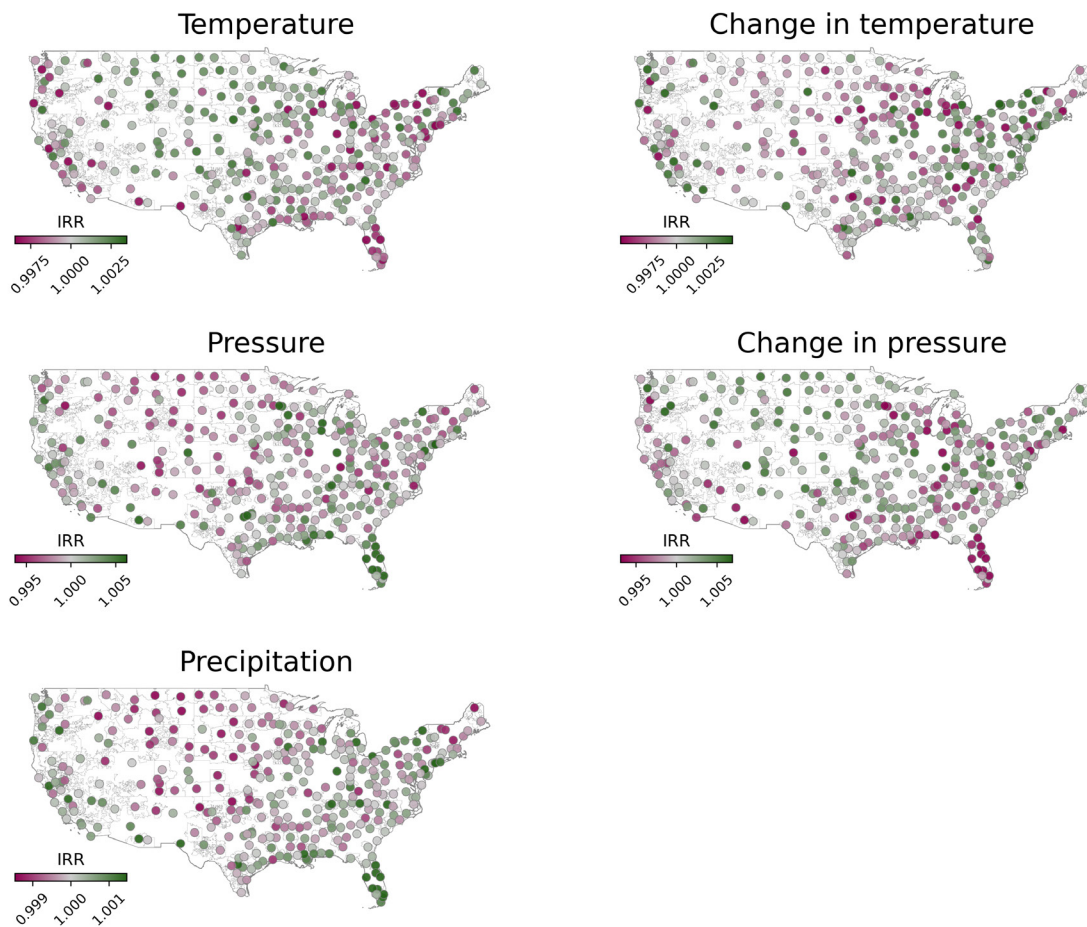 Temperature
IRR
0.9975
1.0000
1.0025
Change in temperature
IRR
0.9975
1.0000
1.0025
Pressure
IRR
0.995
1.000
1.005
Change in pressure
IRR
0.995
1.000
1.005
Precipitation
IRR
0.999
1.000
1.001